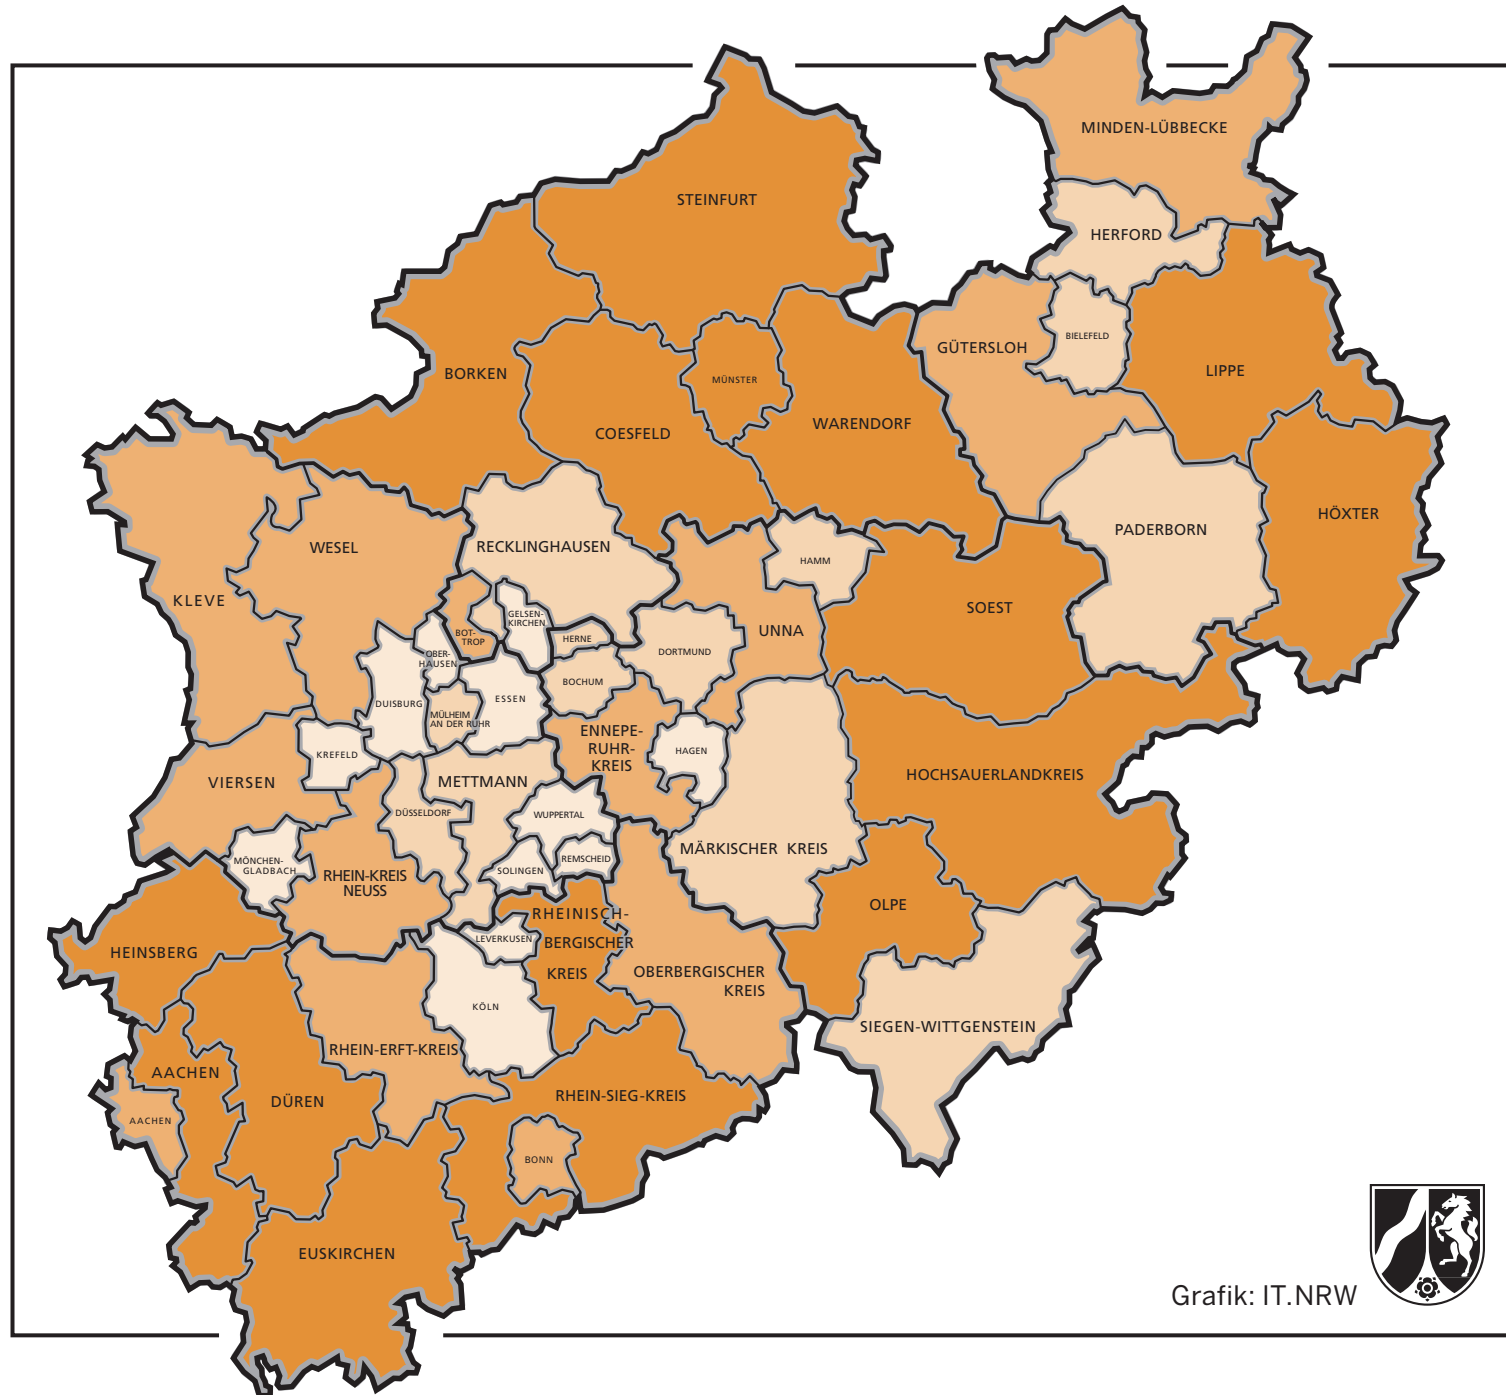 MINDEN-LÜBBECKE
STEINFURT
HERFORD
BIELEFELD
GÜTERSLOH
LIPPE
BORKEN
MÜNSTER
WARENDORF
COESFELD
HÖXTER
PADERBORN
RECKLINGHAUSEN
WESEL
HAMM
KLEVE
SOEST
GELSEN-
KIRCHEN
UNNA
BOT-
TROP
HERNE
DORTMUND
OBER-
HAUSEN
BOCHUM
ESSEN
DUISBURG
MÜLHEIM
AN DER RUHR
ENNEPE-
RUHR-
KREIS
HAGEN
KREFELD
HOCHSAUERLANDKREIS
VIERSEN
METTMANN
DÜSSELDORF
WUPPERTAL
MÄRKISCHER KREIS
MÖNCHEN-
GLADBACH
REMSCHEID
SOLINGEN
RHEIN-KREIS
NEUSS
OLPE
RHEINISCH-
BERGISCHER
KREIS
LEVERKUSEN
HEINSBERG
OBERBERGISCHER
KREIS
KÖLN
SIEGEN-WITTGENSTEIN
RHEIN-ERFT-KREIS
AACHEN
DÜREN
RHEIN-SIEG-KREIS
AACHEN
BONN
EUSKIRCHEN
Grafik: IT.NRW